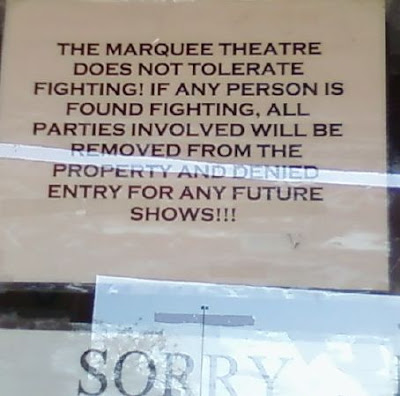 THE MARQUEE THEATRE
DOES NOT TOLERATE
FIGHTING! IF ANY PERSON IS
FOUND FIGHTING, ALL
PARTIES INVOLVED WILL BE
REMOVED FROM THE
PROPERTY AND DENIED
ENTRY FOR ANY FUTURE
SHOWS!!!
SORRY